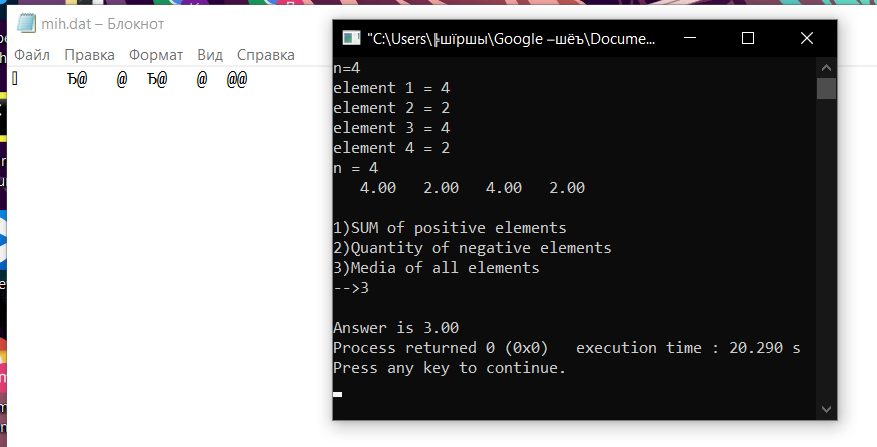 mih.dat – Блокнот
Файл Правка Формат Вид Справка
Ђ@ @ Ђ@ @ @@
"C:\Users\╟шїршы\Google –шёъ\Docume...
n=4
element 1 = 4
element 2 = 2
element 3 = 4
element 4 = 2
n = 4
4.00 2.00 4.00 2.00
1)SUM of positive elements
2)Quantity of negative elements
3)Media of all elements
-->3
Answer is 3.00
Process returned 0 (0x0) execution time : 20.290 s
Press any key to continue.